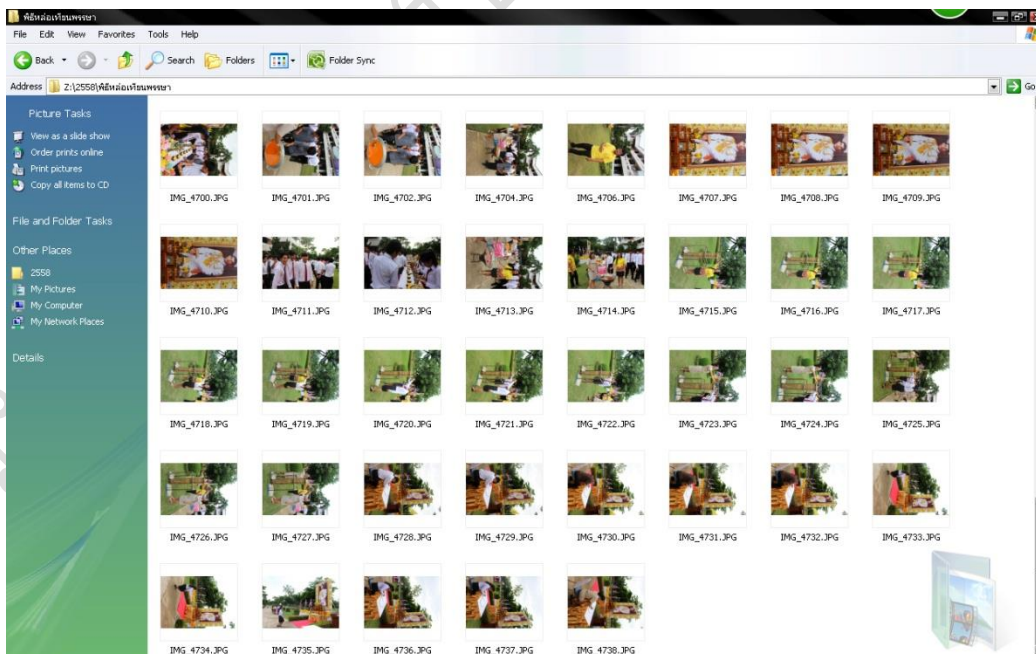 พิธีหล่อเทียนพรรษา
File Edit View Favorites Tools Help
Back Search Folders Folder Sync
Address Z:\2558\พิธีหล่อเทียนพรรษา Go
Picture Tasks
View as a slide show
Order prints online
Print pictures
Copy all items to CD
File and Folder Tasks
Other Places
2558
My Pictures
My Computer
My Network Places
Details
IMG_4700.JPG IMG_4701.JPG IMG_4702.JPG IMG_4704.JPG IMG_4706.JPG IMG_4707.JPG IMG_4708.JPG IMG_4709.JPG
IMG_4710.JPG IMG_4711.JPG IMG_4712.JPG IMG_4713.JPG IMG_4714.JPG IMG_4715.JPG IMG_4716.JPG IMG_4717.JPG
IMG_4718.JPG IMG_4719.JPG IMG_4720.JPG IMG_4721.JPG IMG_4722.JPG IMG_4723.JPG IMG_4724.JPG IMG_4725.JPG
IMG_4726.JPG IMG_4727.JPG IMG_4728.JPG IMG_4729.JPG IMG_4730.JPG IMG_4731.JPG IMG_4732.JPG IMG_4733.JPG
IMG_4734.JPG IMG_4735.JPG IMG_4736.JPG IMG_4737.JPG IMG_4738.JPG